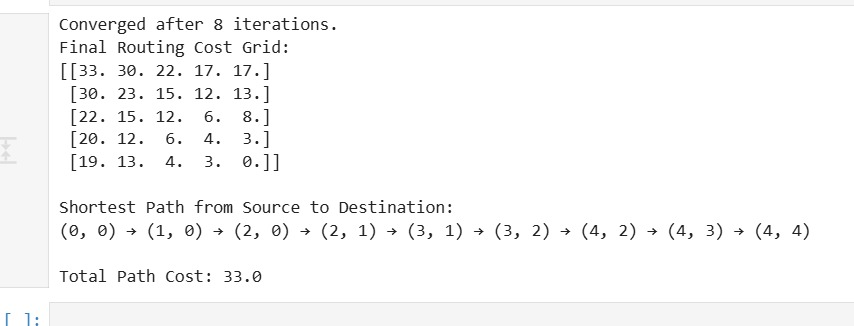 Converged after 8 iterations.
Final Routing Cost Grid:
[[33. 30. 22. 17. 17.]
 [30. 23. 15. 12. 13.]
 [22. 15. 12.  6.  8.]
 [20. 12.  6.  4.  3.]
 [19. 13.  4.  3.  0.]]
Shortest Path from Source to Destination:
(0, 0) → (1, 0) → (2, 0) → (2, 1) → (3, 1) → (3, 2) → (4, 2) → (4, 3) → (4, 4)
Total Path Cost: 33.0
[ ]: